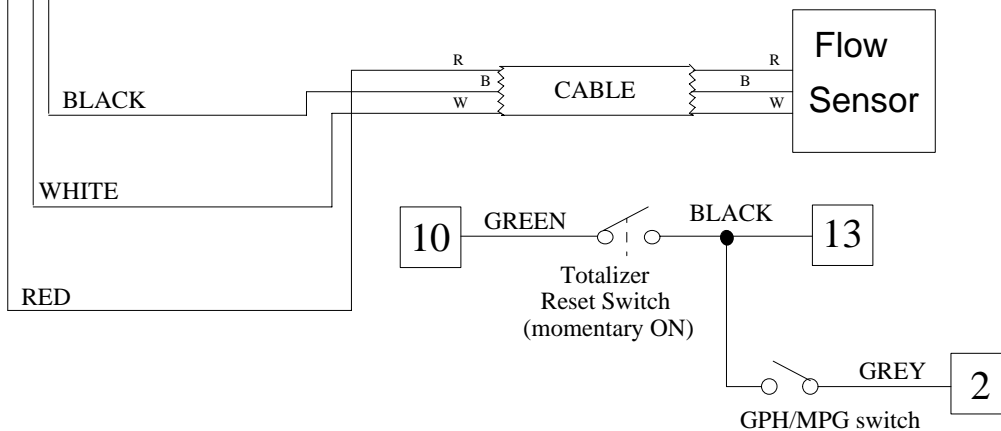 R
R
Flow
B
CABLE
B
BLACK
W
W
Sensor
WHITE
10
GREEN
BLACK
13
Totalizer
Reset Switch
(momentary ON)
RED
GREY
2
GPH/MPG switch